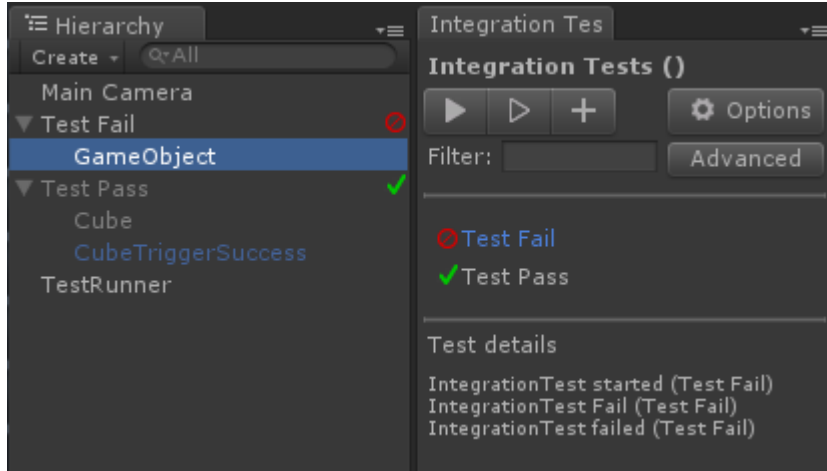 Hierarchy
Create
All
Main Camera
Test Fail
GameObject
Test Pass
Cube
CubeTriggerSuccess
TestRunner
Integration Tes
Integration Tests ()
Options
Filter:
Advanced
Test Fail
Test Pass
Test details
IntegrationTest started (Test Fail)
IntegrationTest Fail (Test Fail)
IntegrationTest failed (Test Fail)